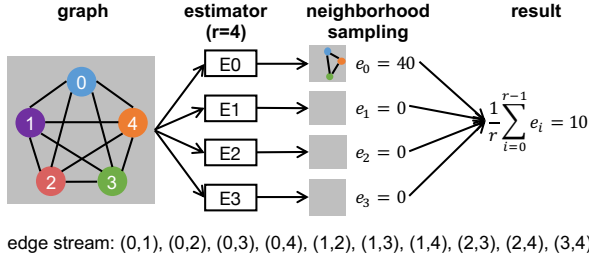 graph
estimator
(r=4)
neighborhood
sampling
result
0
1
4
2
3
E0
E1
E2
E3
e₀ = 40
e₁ = 0
e₂ = 0
e₃ = 0
1/r ∑_{i=0}^{r−1} eᵢ = 10
edge stream: (0,1), (0,2), (0,3), (0,4), (1,2), (1,3), (1,4), (2,3), (2,4), (3,4)